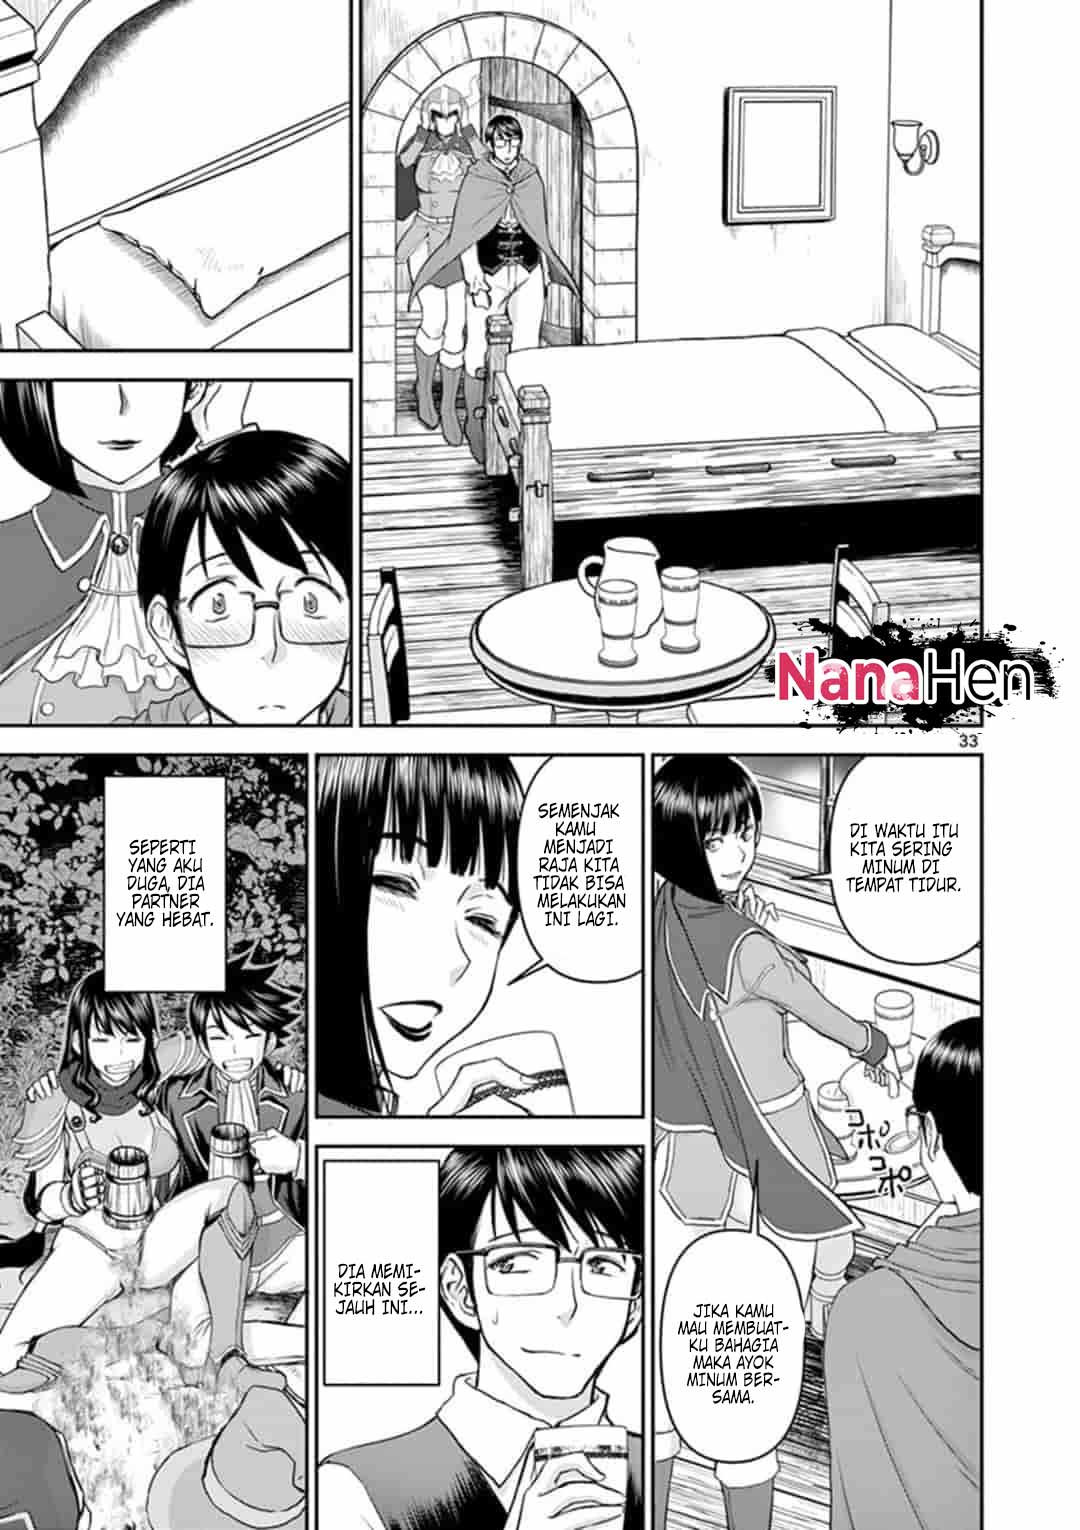 NanaHen
33
DI WAKTU ITU
KITA SERING
MINUM DI
TEMPAT TIDUR.
コポ
コポ
JIKA KAMU
MAU MEMBUAT-
KU BAHAGIA
MAKA AYOK
MINUM BER-
SAMA.
SEMENJAK
KAMU
MENJADI
RAJA KITA
TIDAK BISA
MELAKUKAN
INI LAGI.
DIA MEMI-
KIRKAN SE-
JAUH INI...
SEPERTI
YANG AKU
DUGA, DIA
PARTNER
YANG HEBAT.